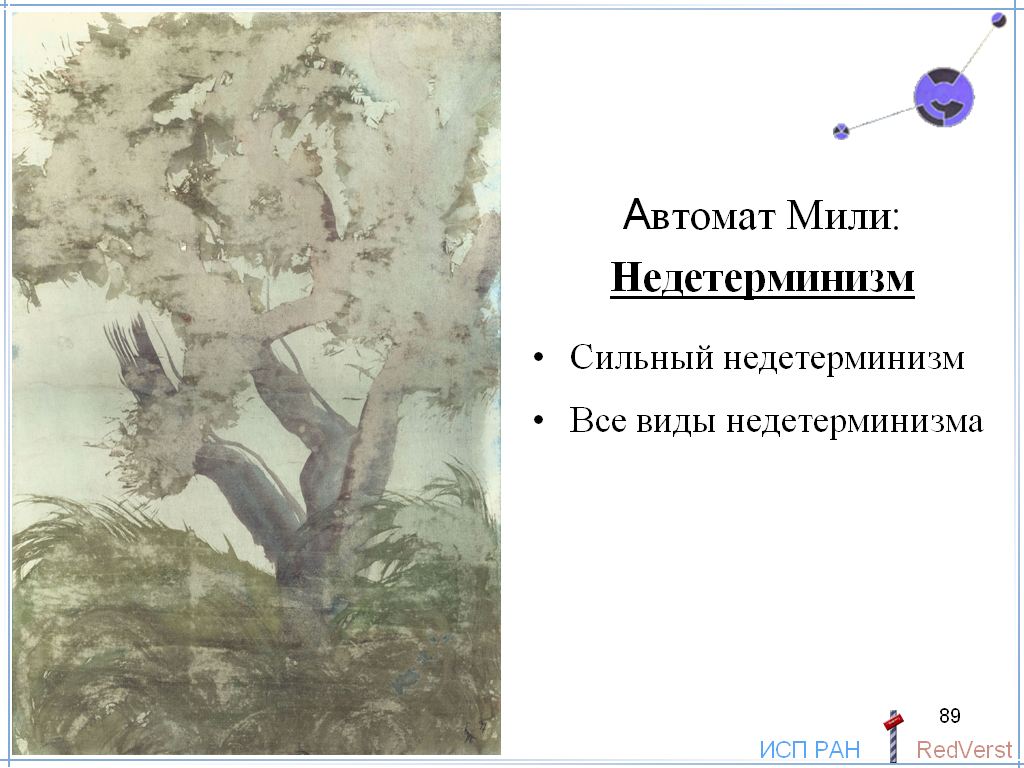 Автомат Мили:
Недетерминизм
• Сильный недетерминизм
• Все виды недетерминизма
89
ИСП РАН RedVerst